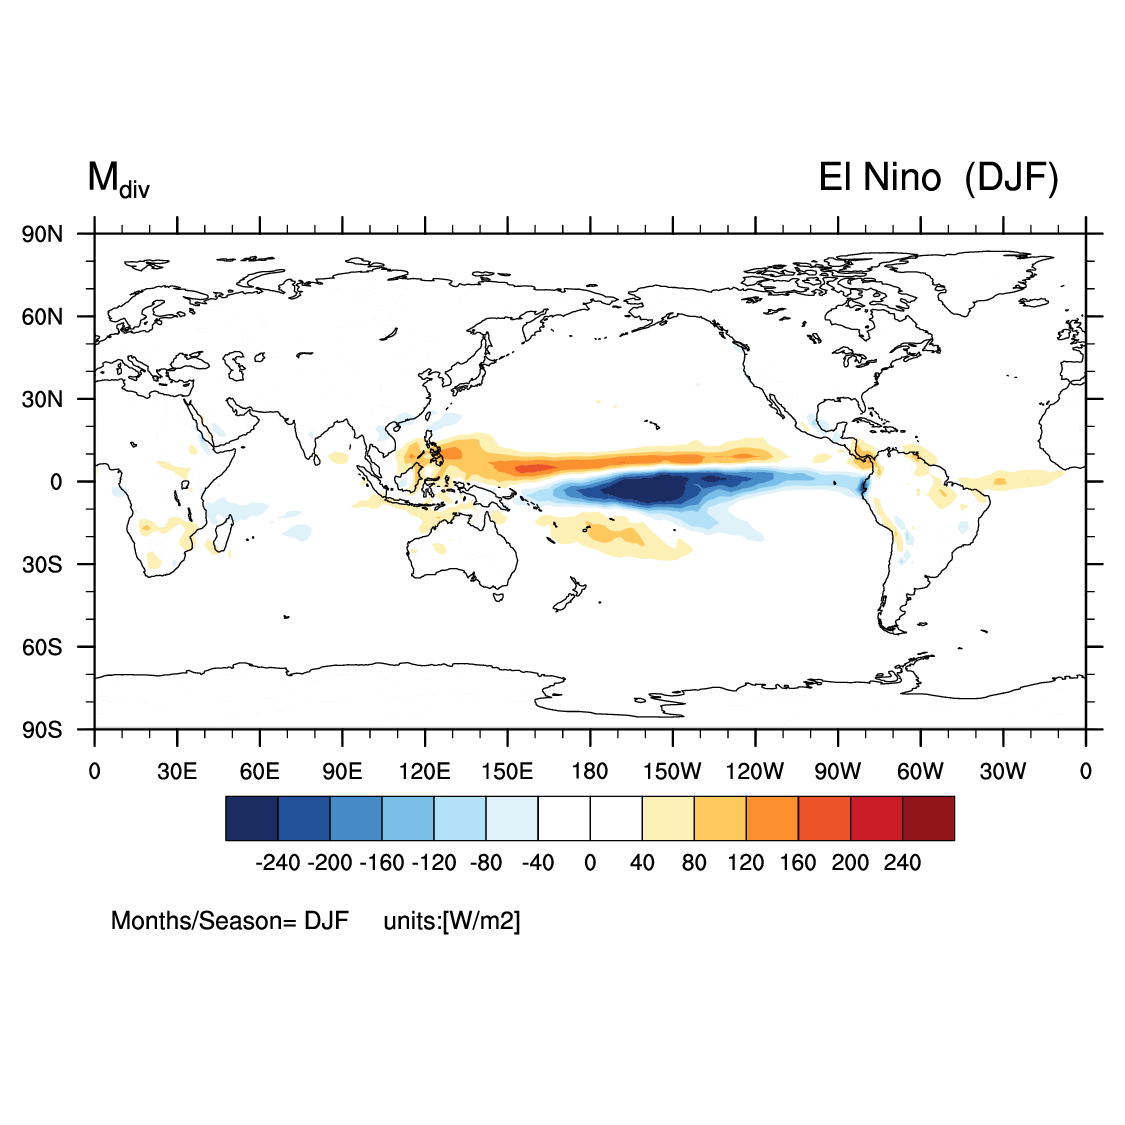 M_div El Nino (DJF)
90N
60N
30N
0
30S
60S
90S
0 30E 60E 90E 120E 150E 180 150W 120W 90W 60W 30W 0
-240 -200 -160 -120 -80 -40 0 40 80 120 160 200 240
Months/Season= DJF units:[W/m2]